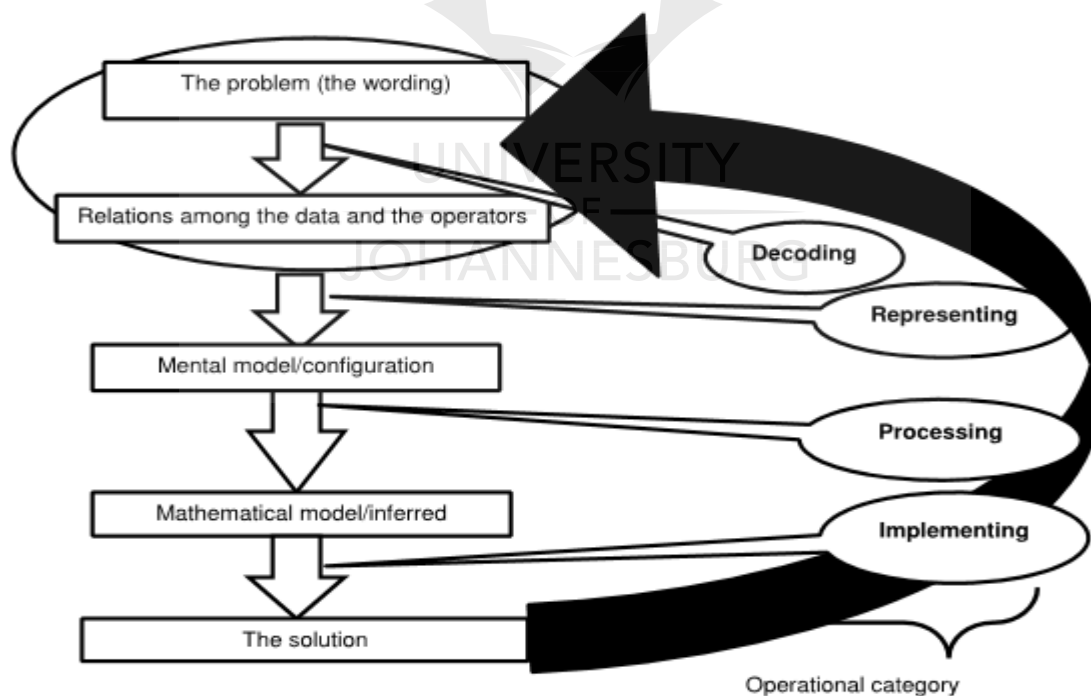 The problem (the wording)
UNIVERSITY
Relations among the data and the operators
OF
JOHANNESBURG
Decoding
Representing
Mental model/configuration
Processing
Mathematical model/inferred
Implementing
The solution
Operational category